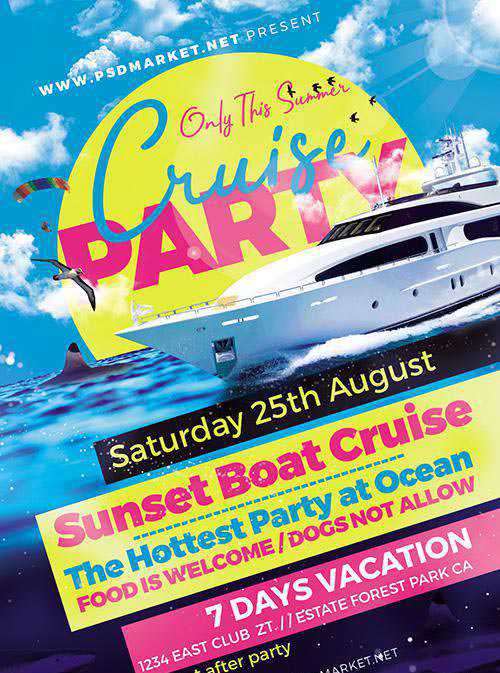 WWW.PSDMARKET.NET PRESENT
Only This Summer
Cruise
PARTY
Saturday 25th August
Sunset Boat Cruise
The Hottest Party at Ocean
FOOD IS WELCOME / DOGS NOT ALLOW
7 DAYS VACATION
1234 EAST CLUB ZT. // ESTATE FOREST PARK CA
after party
MARKET.NET